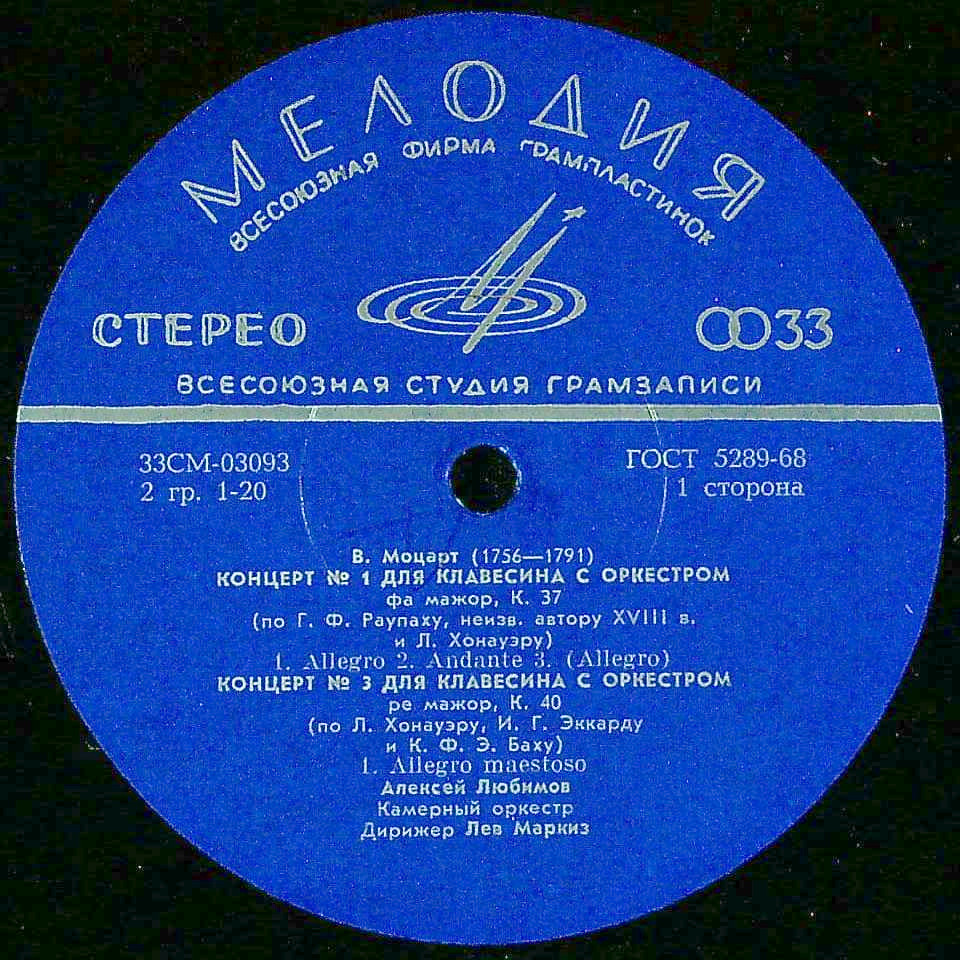 МЕЛОДИЯ
ВСЕСОЮЗНАЯ ФИРМА ГРАМПЛАСТИНОК
СТЕРЕО
33
ВСЕСОЮЗНАЯ СТУДИЯ ГРАМЗАПИСИ
33СМ-03093
ГОСТ 5289-68
2 гр. 1-20
1 сторона
В. Моцарт (1756—1791)
КОНЦЕРТ № 1 ДЛЯ КЛАВЕСИНА С ОРКЕСТРОМ
фа мажор, К. 37
(по Г. Ф. Раупаху, неизв. автору XVIII в.
и Л. Хонауэру)
1. Allegro 2. Andante 3. (Allegro)
КОНЦЕРТ № 3 ДЛЯ КЛАВЕСИНА С ОРКЕСТРОМ
ре мажор, К. 40
(по Л. Хонауэру, И. Г. Эккарду
и К. Ф. Э. Баху)
1. Allegro maestoso
Алексей Любимов
Камерный оркестр
Дирижер Лев Маркиз